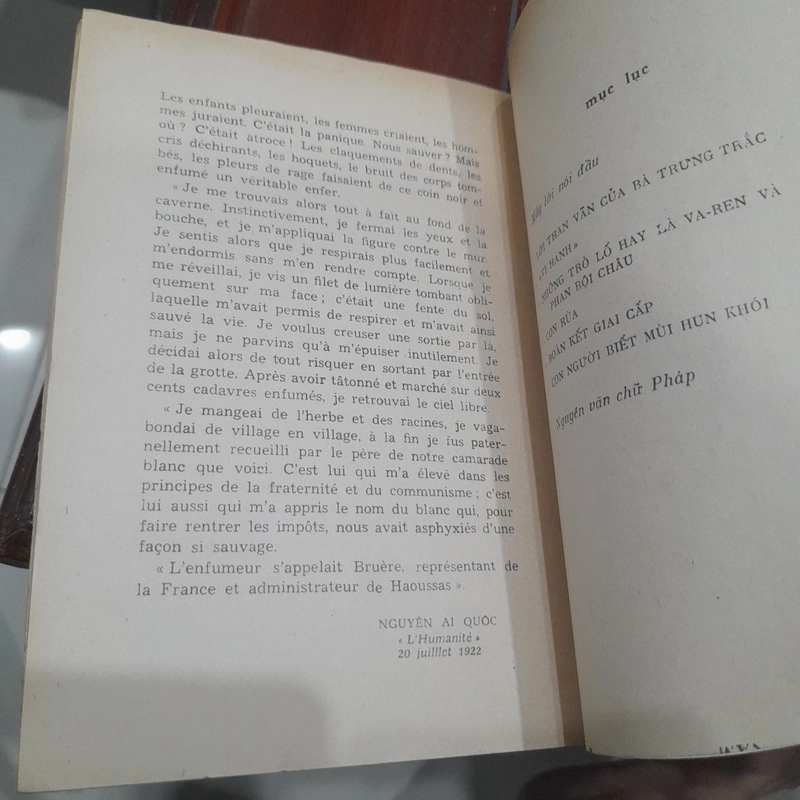 Les enfants pleuraient, les femmes criaient, les hom-
mes juraient. C'était la panique. Nous sauver ? Mais
où ? C'était atroce ! Les claquements de dents, les
cris déchirants, les hoquets, le bruit des corps tom-
bés, les pleurs de rage faisaient de ce coin noir et
enfumé un véritable enfer.
« Je me trouvais alors tout à fait au fond de la
caverne. Instinctivement, je fermai les yeux et la
bouche, et je m'appliquai la figure contre le mur.
Je sentis alors que je respirais plus facilement et
m'endormis sans m'en rendre compte. Lorsque je
me réveillai, je vis un filet de lumière tombant obli-
quement sur ma face ; c'était une fente du sol,
laquelle m'avait permis de respirer et m'avait ainsi
sauvé la vie. Je voulus creuser une sortie par là,
mais je ne parvins qu'à m'épuiser inutilement. Je
décidai alors de tout risquer en sortant par l'entrée
de la grotte. Après avoir tâtonné et marché sur deux
cents cadavres enfumés, je retrouvai le ciel libre.
« Je mangeai de l'herbe et des racines, je vaga-
bondai de village en village, à la fin je fus pater-
nellement recueilli par le père de notre camarade
blanc que voici. C'est lui qui m'a élevé dans les
principes de la fraternité et du communisme ; c'est
lui aussi qui m'a appris le nom du blanc qui, pour
faire rentrer les impôts, nous avait asphyxiés d'une
façon si sauvage.
« L'enfumeur s'appelait Bruère, représentant de
la France et administrateur de Haoussas ».
NGUYÊN AI QUÔC
« L'Humanité »
20 juilllet 1922
mục lục
lời nói đầu
LỜI THAN VÃN CỦA BÀ TRƯNG TRẮC
«VI HÀNH»
NHỮNG TRÒ LỐ HAY LÀ VA-REN VÀ
PHAN BỘI CHÂU
CON RÙA
ĐOÀN KẾT GIAI CẤP
CON NGƯỜI BIẾT MÙI HUN KHÓI
Nguyên văn chữ Pháp